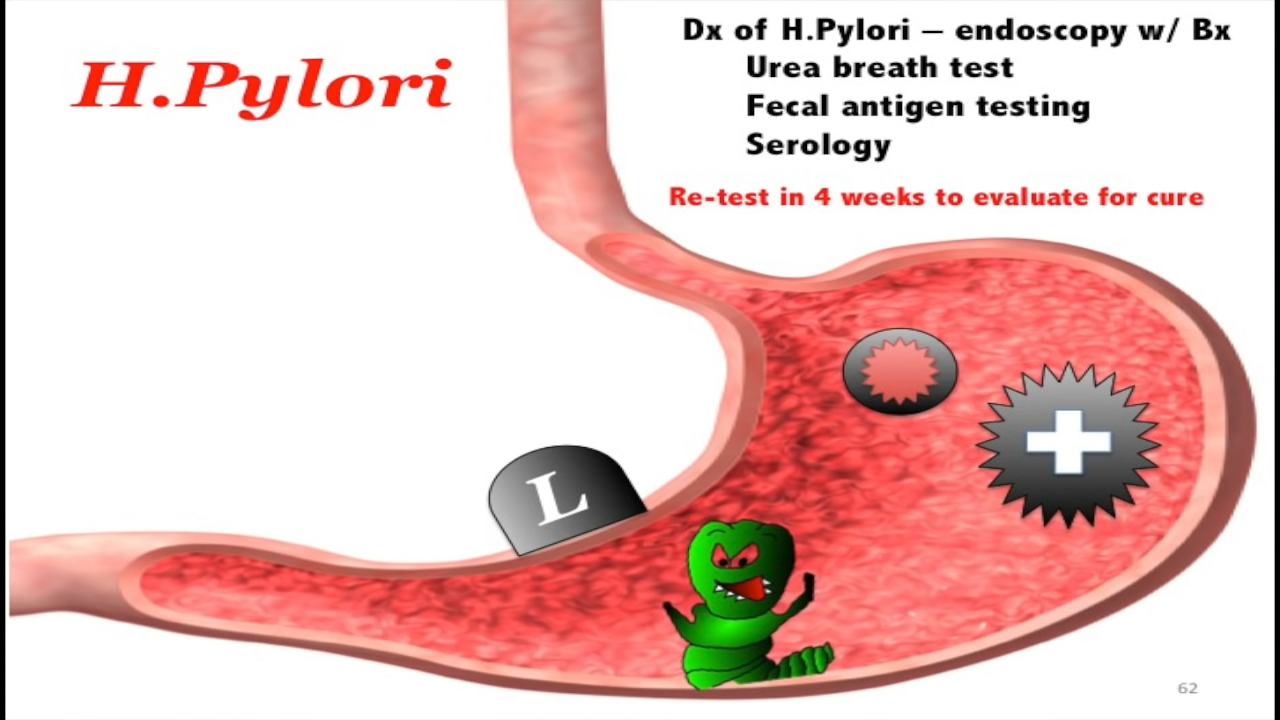 H.Pylori
Dx of H.Pylori – endoscopy w/ Bx
Urea breath test
Fecal antigen testing
Serology
Re-test in 4 weeks to evaluate for cure
L
62